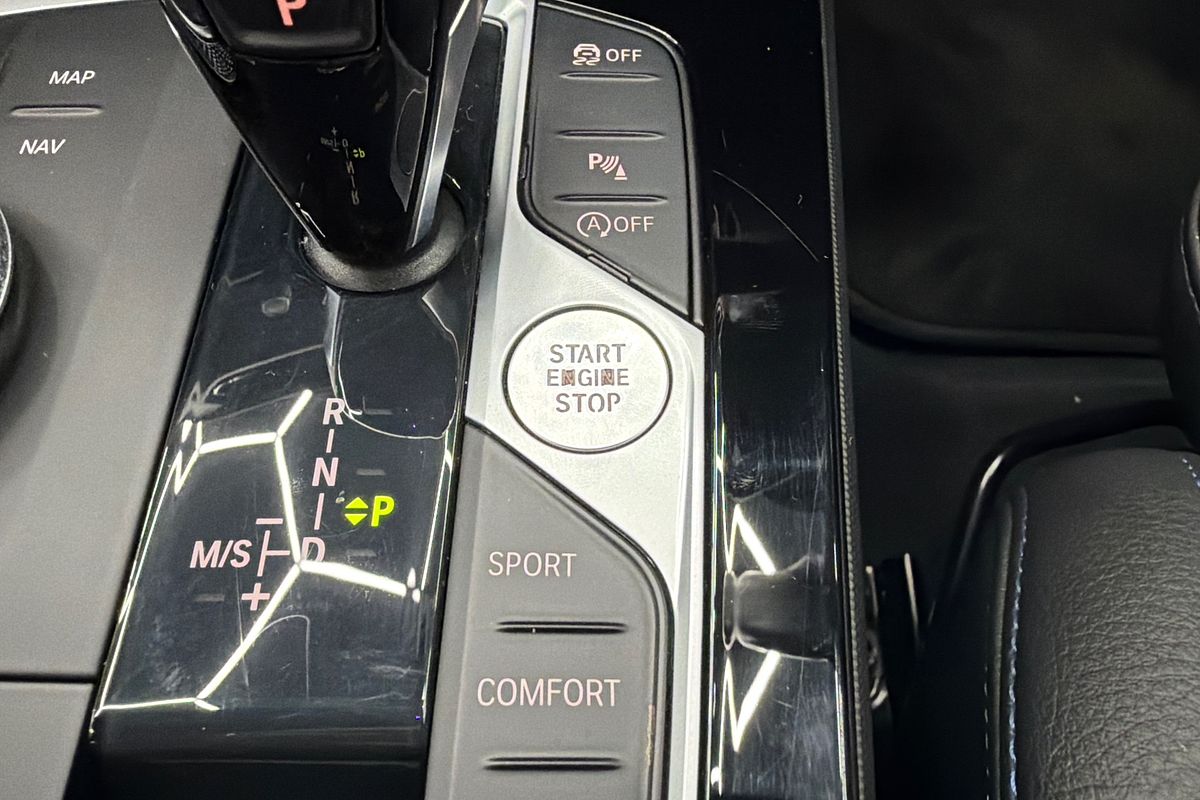 P
MAP
NAV
OFF
P
A OFF
START
ENGINE
STOP
R
N
P
M/S D
+
SPORT
COMFORT